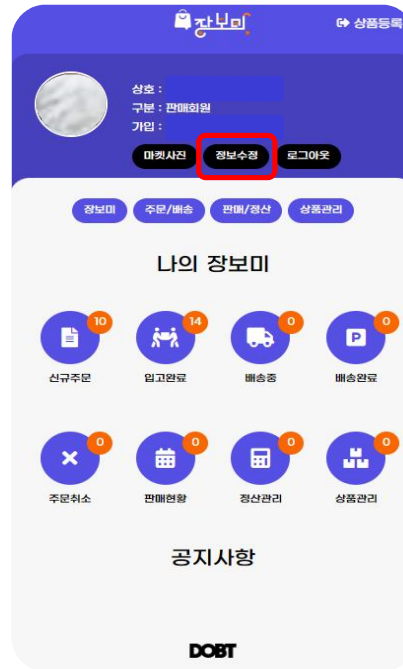 장보미
상품등록
상호 :
구분 : 판매회원
가입 :
마켓사진 정보수정 로그아웃
장보미 주문/배송 판매/정산 상품관리
나의 장보미
10 14 0 0
신규주문 입고완료 배송중 배송완료
0 0 0 0
주문취소 판매현황 정산관리 상품관리
공지사항
DOBT